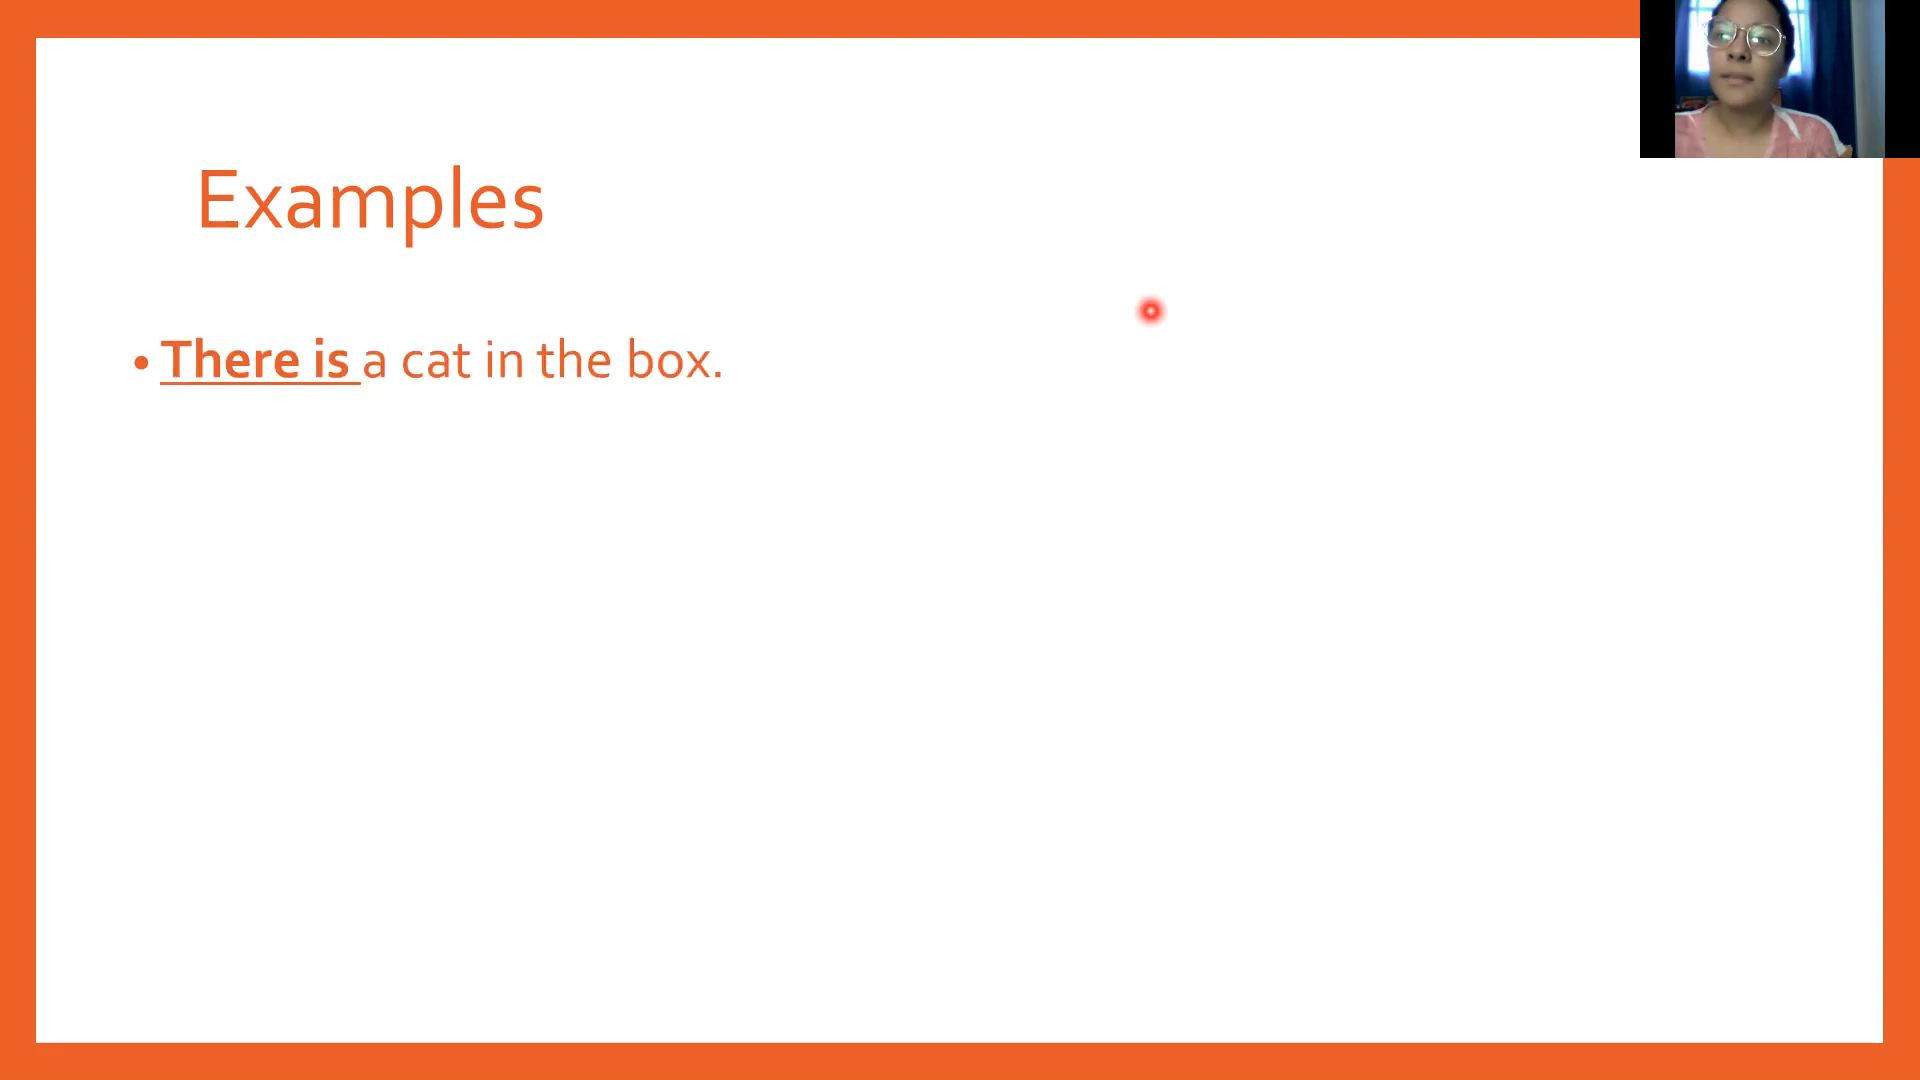 Examples
• There is a cat in the box.